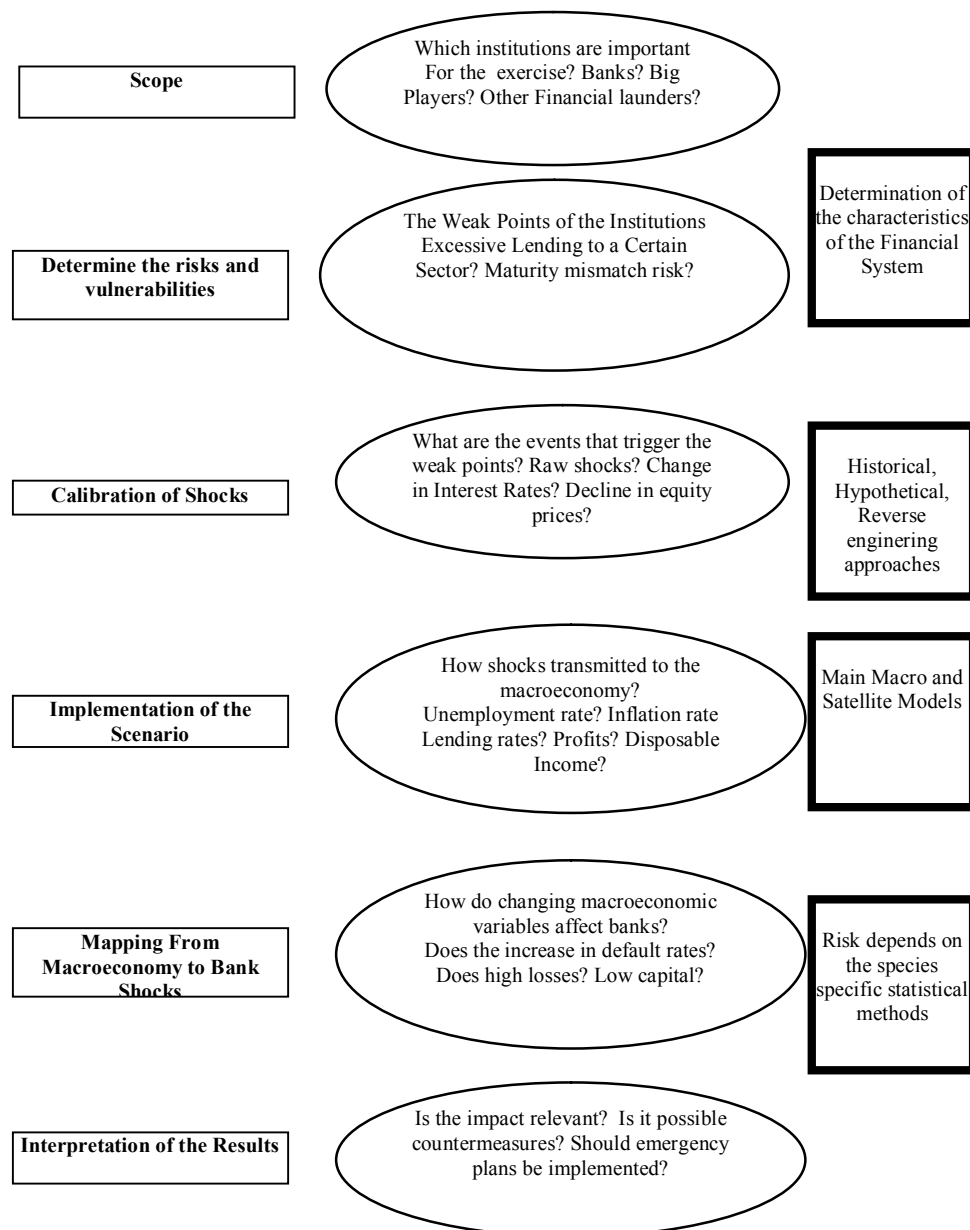 Scope
Which institutions are important
For the exercise? Banks? Big
Players? Other Financial launders?
Determine the risks and
vulnerabilities
The Weak Points of the Institutions
Excessive Lending to a Certain
Sector? Maturity mismatch risk?
Determination of
the characteristics
of the Financial
System
Calibration of Shocks
What are the events that trigger the
weak points? Raw shocks? Change
in Interest Rates? Decline in equity
prices?
Historical,
Hypothetical,
Reverse
enginering
approaches
Implementation of the
Scenario
How shocks transmitted to the
macroeconomy?
Unemployment rate? Inflation rate
Lending rates? Profits? Disposable
Income?
Main Macro and
Satellite Models
Mapping From
Macroeconomy to Bank
Shocks
How do changing macroeconomic
variables affect banks?
Does the increase in default rates?
Does high losses? Low capital?
Risk depends on
the species
specific statistical
methods
Interpretation of the Results
Is the impact relevant? Is it possible
countermeasures? Should emergency
plans be implemented?